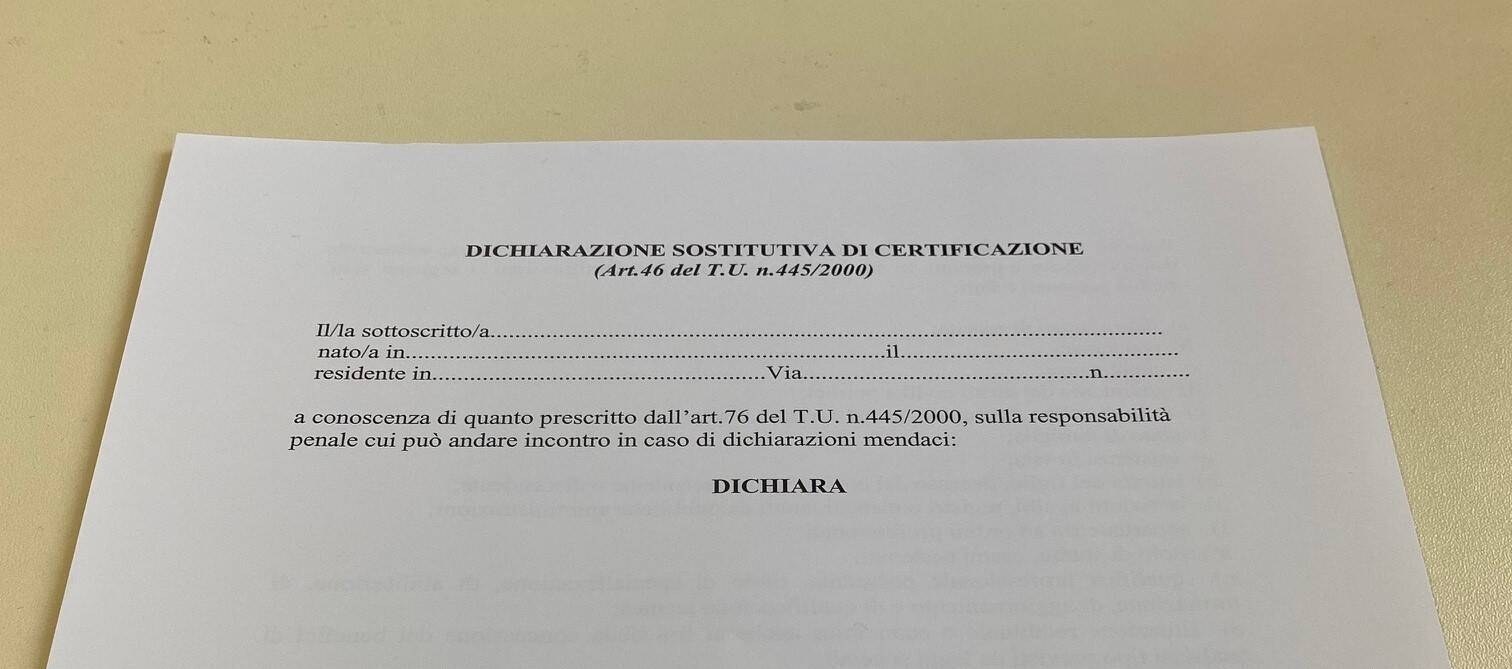 DICHIARAZIONE SOSTITUTIVA DI CERTIFICAZIONE
(Art.46 del T.U. n.445/2000)
Il/la sottoscritto/a.............................................................................................................
nato/a in..............................................................................il.............................................
residente in......................................................Via..............................................n..............
a conoscenza di quanto prescritto dall’art.76 del T.U. n.445/2000, sulla responsabilità
penale cui può andare incontro in caso di dichiarazioni mendaci:
DICHIARA